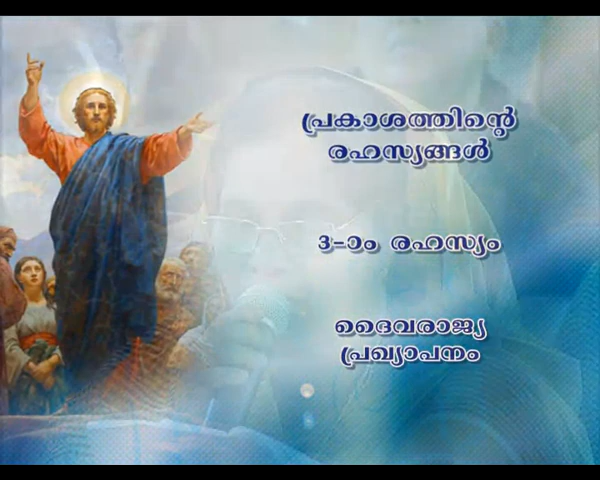 പ്രകാശത്തിന്റെ
രഹസ്യങ്ങൾ
3-ാം രഹസ്യം
ദൈവരാജ്യ
പ്രഖ്യാപനം